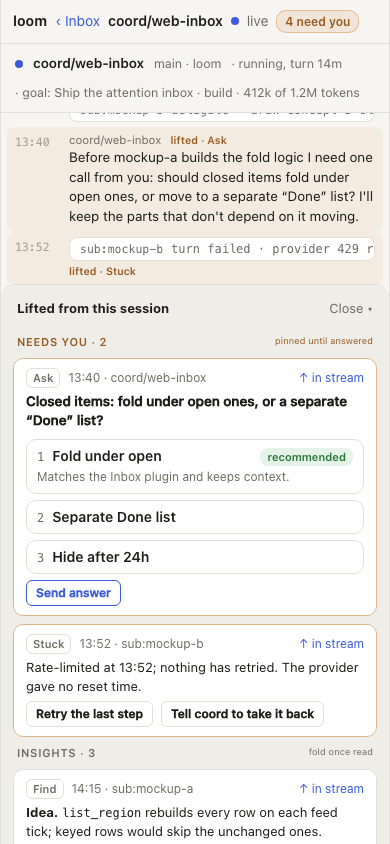 loom ‹ Inbox coord/web-inbox live 4 need you
coord/web-inbox main · loom · running, turn 14m
· goal: Ship the attention inbox · build · 412k of 1.2M tokens
13:40 coord/web-inbox lifted · Ask
Before mockup-a builds the fold logic I need one
call from you: should closed items fold under
open ones, or move to a separate “Done” list? I'll
keep the parts that don't depend on it moving.
13:52 sub:mockup-b turn failed · provider 429 r
lifted · Stuck
Lifted from this session Close ▾
NEEDS YOU · 2 pinned until answered
Ask 13:40 · coord/web-inbox ↑ in stream
Closed items: fold under open ones, or a separate
“Done” list?
1 Fold under open recommended
Matches the Inbox plugin and keeps context.
2 Separate Done list
3 Hide after 24h
Send answer
Stuck 13:52 · sub:mockup-b ↑ in stream
Rate-limited at 13:52; nothing has retried. The provider
gave no reset time.
Retry the last step Tell coord to take it back
INSIGHTS · 3 fold once read
Find 14:15 · sub:mockup-a ↑ in stream
Idea. list_region rebuilds every row on each feed
tick; keyed rows would skip the unchanged ones.